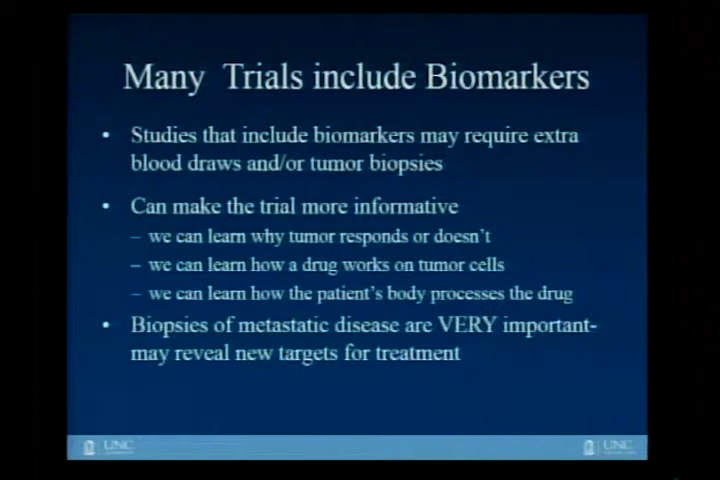 Many Trials include Biomarkers
• Studies that include biomarkers may require extra
blood draws and/or tumor biopsies
• Can make the trial more informative
– we can learn why tumor responds or doesn't
– we can learn how a drug works on tumor cells
– we can learn how the patient's body processes the drug
• Biopsies of metastatic disease are VERY important-
may reveal new targets for treatment
UNC
UNC